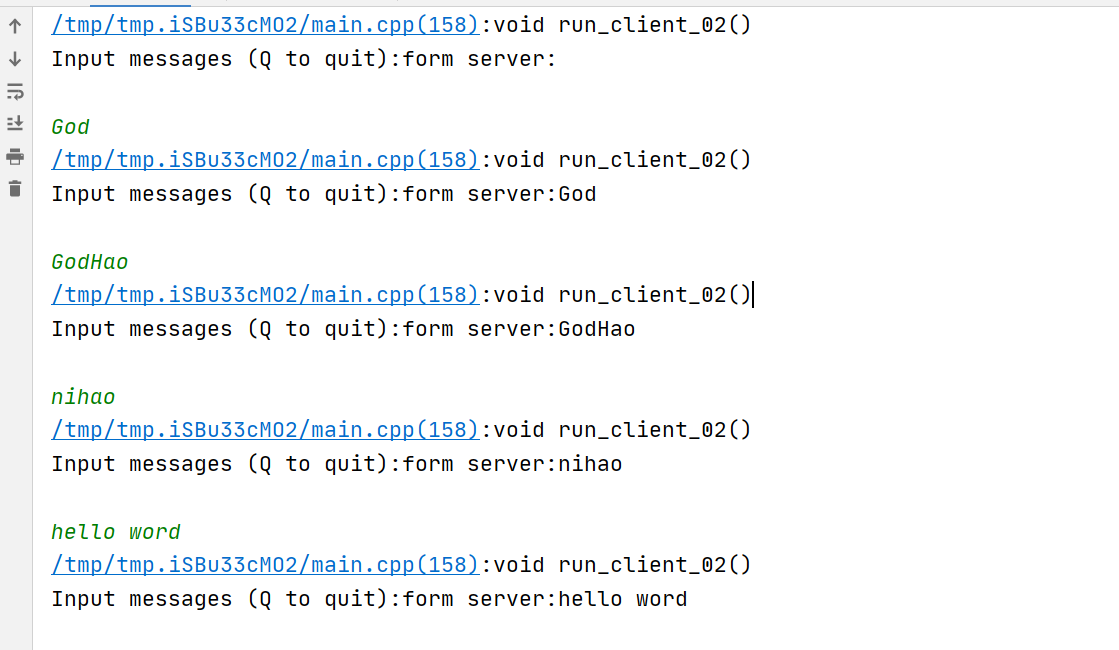 /tmp/tmp.iSBu33cMO2/main.cpp(158):void run_client_02()
Input messages (Q to quit):form server:
God
/tmp/tmp.iSBu33cMO2/main.cpp(158):void run_client_02()
Input messages (Q to quit):form server:God
GodHao
/tmp/tmp.iSBu33cMO2/main.cpp(158):void run_client_02()
Input messages (Q to quit):form server:GodHao
nihao
/tmp/tmp.iSBu33cMO2/main.cpp(158):void run_client_02()
Input messages (Q to quit):form server:nihao
hello word
/tmp/tmp.iSBu33cMO2/main.cpp(158):void run_client_02()
Input messages (Q to quit):form server:hello word